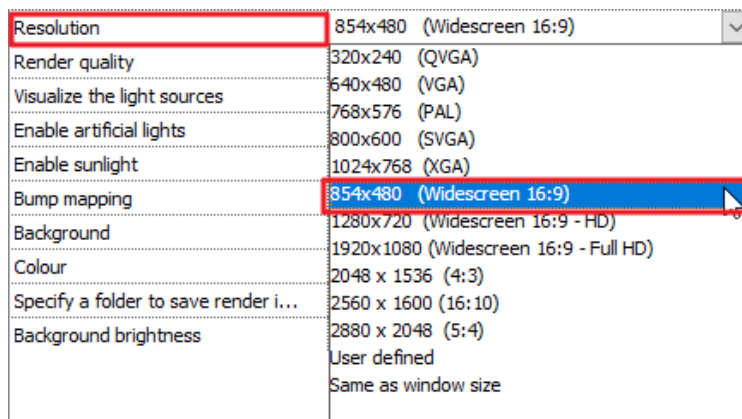 Resolution 854x480 (Widescreen 16:9)
Render quality
Visualize the light sources
Enable artificial lights
Enable sunlight
Bump mapping
Background
Colour
Specify a folder to save render i...
Background brightness
320x240 (QVGA)
640x480 (VGA)
768x576 (PAL)
800x600 (SVGA)
1024x768 (XGA)
854x480 (Widescreen 16:9)
1280x720 (Widescreen 16:9 - HD)
1920x1080 (Widescreen 16:9 - Full HD)
2048 x 1536 (4:3)
2560 x 1600 (16:10)
2880 x 2048 (5:4)
User defined
Same as window size